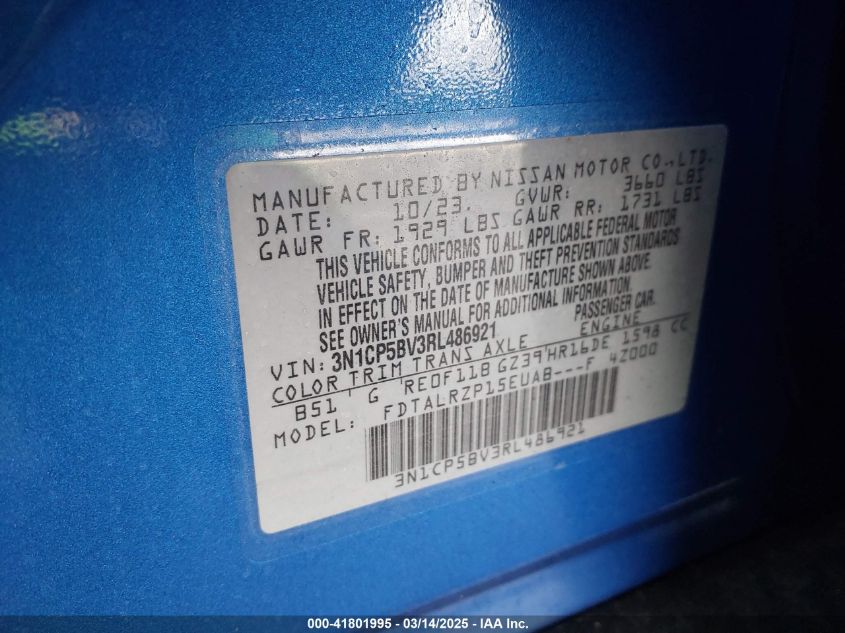 MANUFACTURED BY NISSAN MOTOR CO.,LTD.
DATE: 10/23. GVWR: 3660 LBS
GAWR FR: 1929 LBS GAWR RR: 1731 LBS
THIS VEHICLE CONFORMS TO ALL APPLICABLE FEDERAL MOTOR
VEHICLE SAFETY, BUMPER AND THEFT PREVENTION STANDARDS
IN EFFECT ON THE DATE OF MANUFACTURE SHOWN ABOVE.
SEE OWNER'S MANUAL FOR ADDITIONAL INFORMATION.
VIN: 3N1CP5BV3RL486921 PASSENGER CAR.
COLOR TRIM TRANS AXLE ENGINE
B51 G RE0F11B GZ39 HR16DE 1598 CC
MODEL: FDTALRZP15EUAB---F 4Z000
3N1CP5BV3RL486921
000-41801995 — 03/14/2025 — IAA Inc.